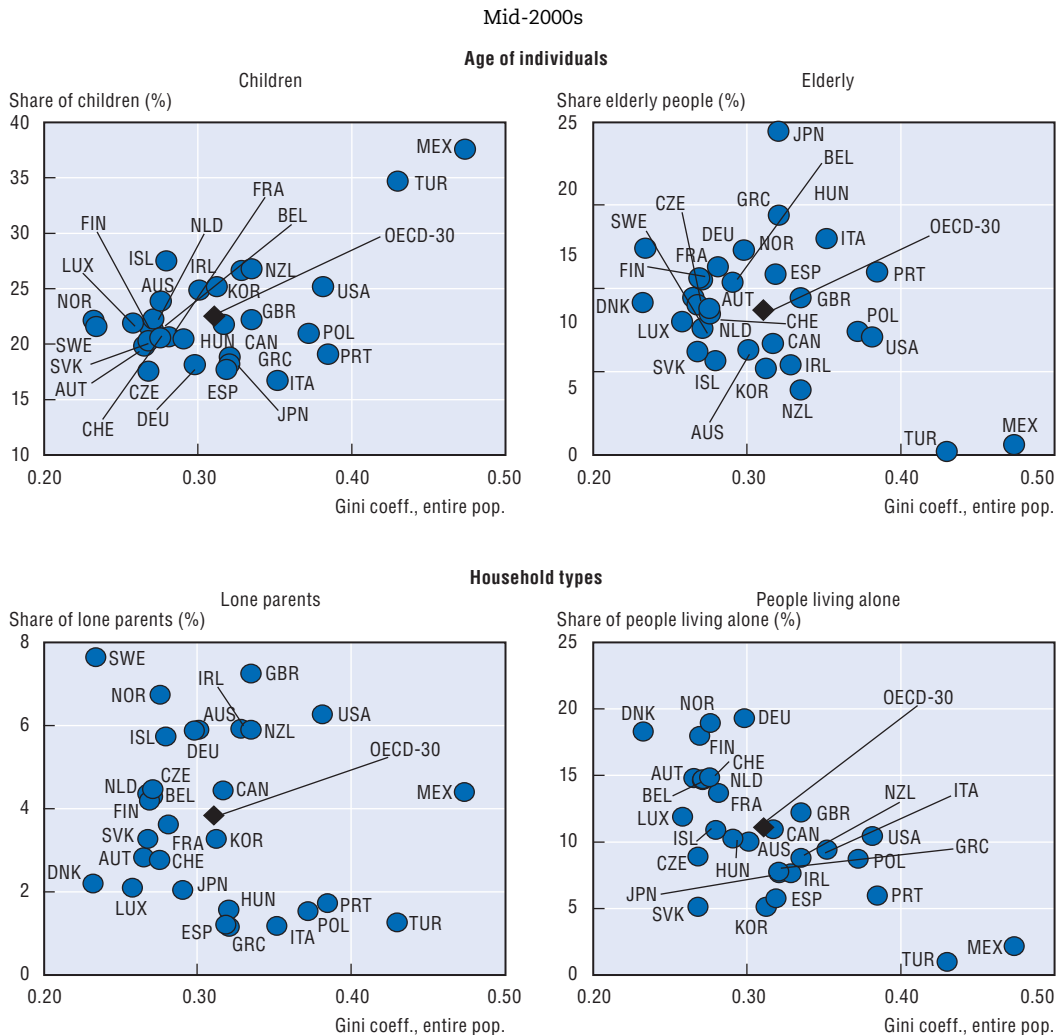 Mid-2000s
Age of individuals
Children
Share of children (%)
40
35
30
25
20
15
10
MEX
TUR
FRA
NLD
BEL
FIN
OECD-30
ISL
IRL
LUX
AUS
NZL
KOR
USA
NOR
GBR
POL
SWE
HUN
CAN
SVK
GRC
PRT
AUT
CZE
ESP
ITA
CHE
DEU
JPN
0.20
0.30
0.40
0.50
Gini coeff., entire pop.
Elderly
Share elderly people (%)
25
20
15
10
5
0
JPN
BEL
HUN
GRC
CZE
SWE
DEU
NOR
ITA
OECD-30
FRA
FIN
ESP
PRT
DNK
AUT
GBR
CHE
POL
LUX
NLD
CAN
USA
SVK
ISL
KOR
IRL
NZL
AUS
TUR
MEX
0.20
0.30
0.40
0.50
Gini coeff., entire pop.
Household types
Lone parents
Share of lone parents (%)
8
6
4
2
0
SWE
IRL
GBR
NOR
AUS
USA
ISL
NZL
DEU
OECD-30
CZE
NLD
BEL
CAN
MEX
FIN
SVK
FRA
KOR
AUT
CHE
DNK
JPN
LUX
HUN
PRT
ESP
GRC
ITA
POL
TUR
0.20
0.30
0.40
0.50
Gini coeff., entire pop.
People living alone
Share of people living alone (%)
25
20
15
10
5
0
OECD-30
NOR
DEU
DNK
FIN
CHE
AUT
NLD
NZL
ITA
BEL
FRA
LUX
GBR
ISL
CAN
USA
AUS
GRC
CZE
HUN
POL
JPN
IRL
SVK
ESP
PRT
KOR
MEX
TUR
0.20
0.30
0.40
0.50
Gini coeff., entire pop.